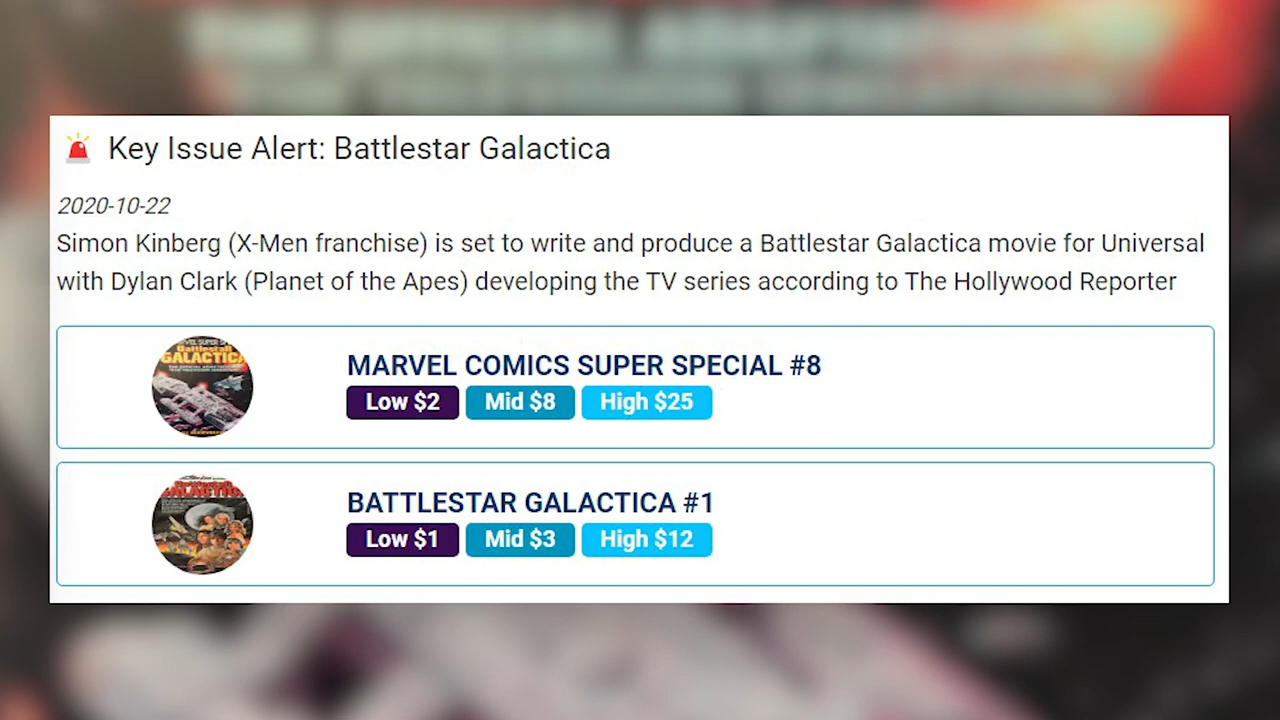 Key Issue Alert: Battlestar Galactica
2020-10-22
Simon Kinberg (X-Men franchise) is set to write and produce a Battlestar Galactica movie for Universal
with Dylan Clark (Planet of the Apes) developing the TV series according to The Hollywood Reporter
GALACTICA
MARVEL COMICS SUPER SPECIAL #8
Low $2 Mid $8 High $25
BATTLESTAR GALACTICA #1
Low $1 Mid $3 High $12